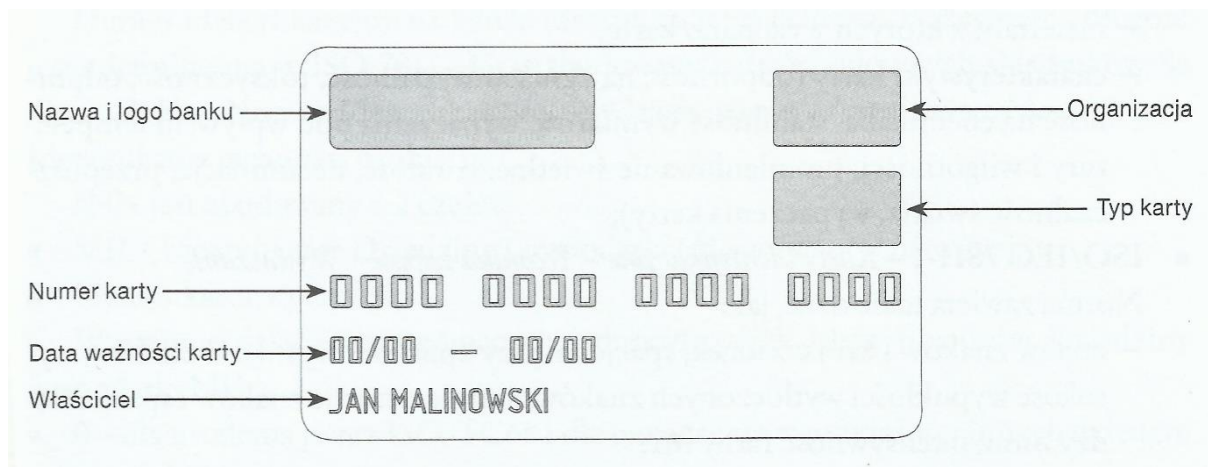 Nazwa i logo banku
Organizacja
Typ karty
Numer karty
0000 0000 0000 0000
Data ważności karty
00/00 — 00/00
Właściciel
JAN MALINOWSKI